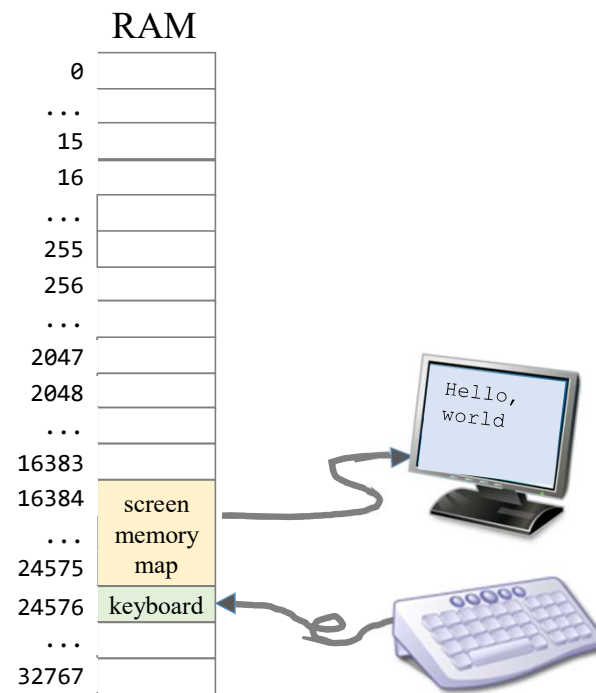 RAM
0
...
15
16
...
255
256
...
2047
2048
...
16383
16384
screen
memory
map
...
24575
24576 keyboard
...
32767
Hello,
world